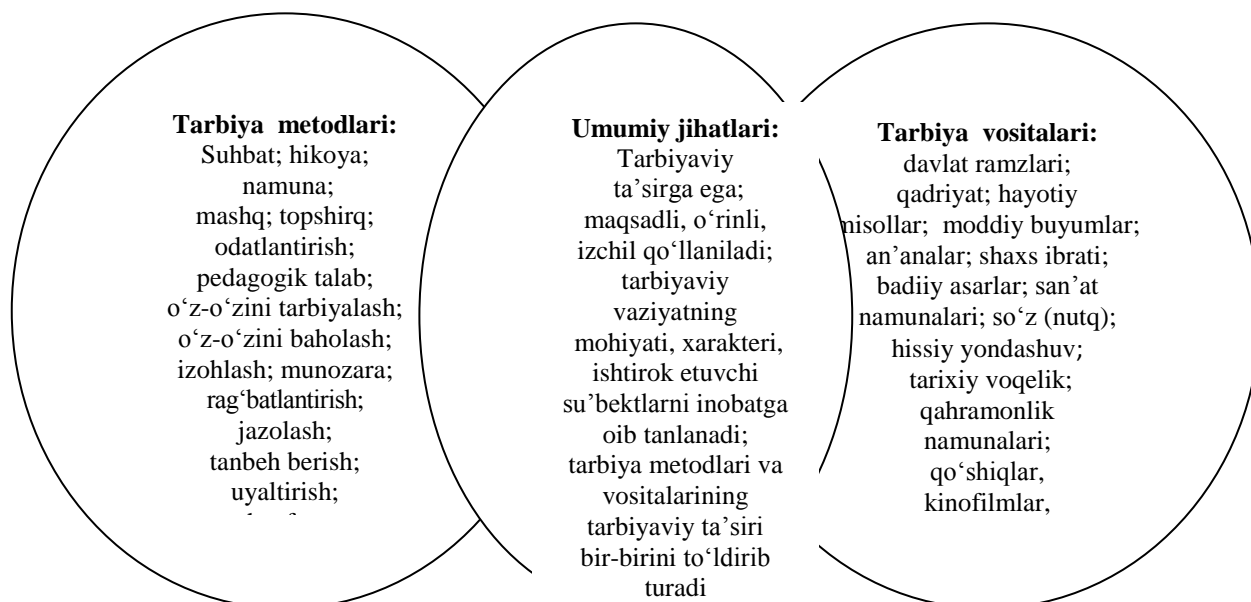 Tarbiya metodlari:
Suhbat; hikoya;
namuna;
mashq; topshirq;
odatlantirish;
pedagogik talab;
o‘z-o‘zini tarbiyalash;
o‘z-o‘zini baholash;
izohlash; munozara;
rag‘batlantirish;
jazolash;
tanbeh berish;
uyaltirish;
Umumiy jihatlari:
Tarbiyaviy
ta’sirga ega;
maqsadli, o‘rinli,
izchil qo‘llaniladi;
tarbiyaviy
vaziyatning
mohiyati, xarakteri,
ishtirok etuvchi
su’bektlarni inobatga
oib tanlanadi;
tarbiya metodlari va
vositalarining
tarbiyaviy ta’siri
bir-birini to‘ldirib
turadi
Tarbiya vositalari:
davlat ramzlari;
qadriyat; hayotiy
misollar; moddiy buyumlar;
an’analar; shaxs ibrati;
badiiy asarlar; san’at
namunalari; so‘z (nutq);
hissiy yondashuv;
tarixiy voqelik;
qahramonlik
namunalari;
qo‘shiqlar,
kinofilmlar,